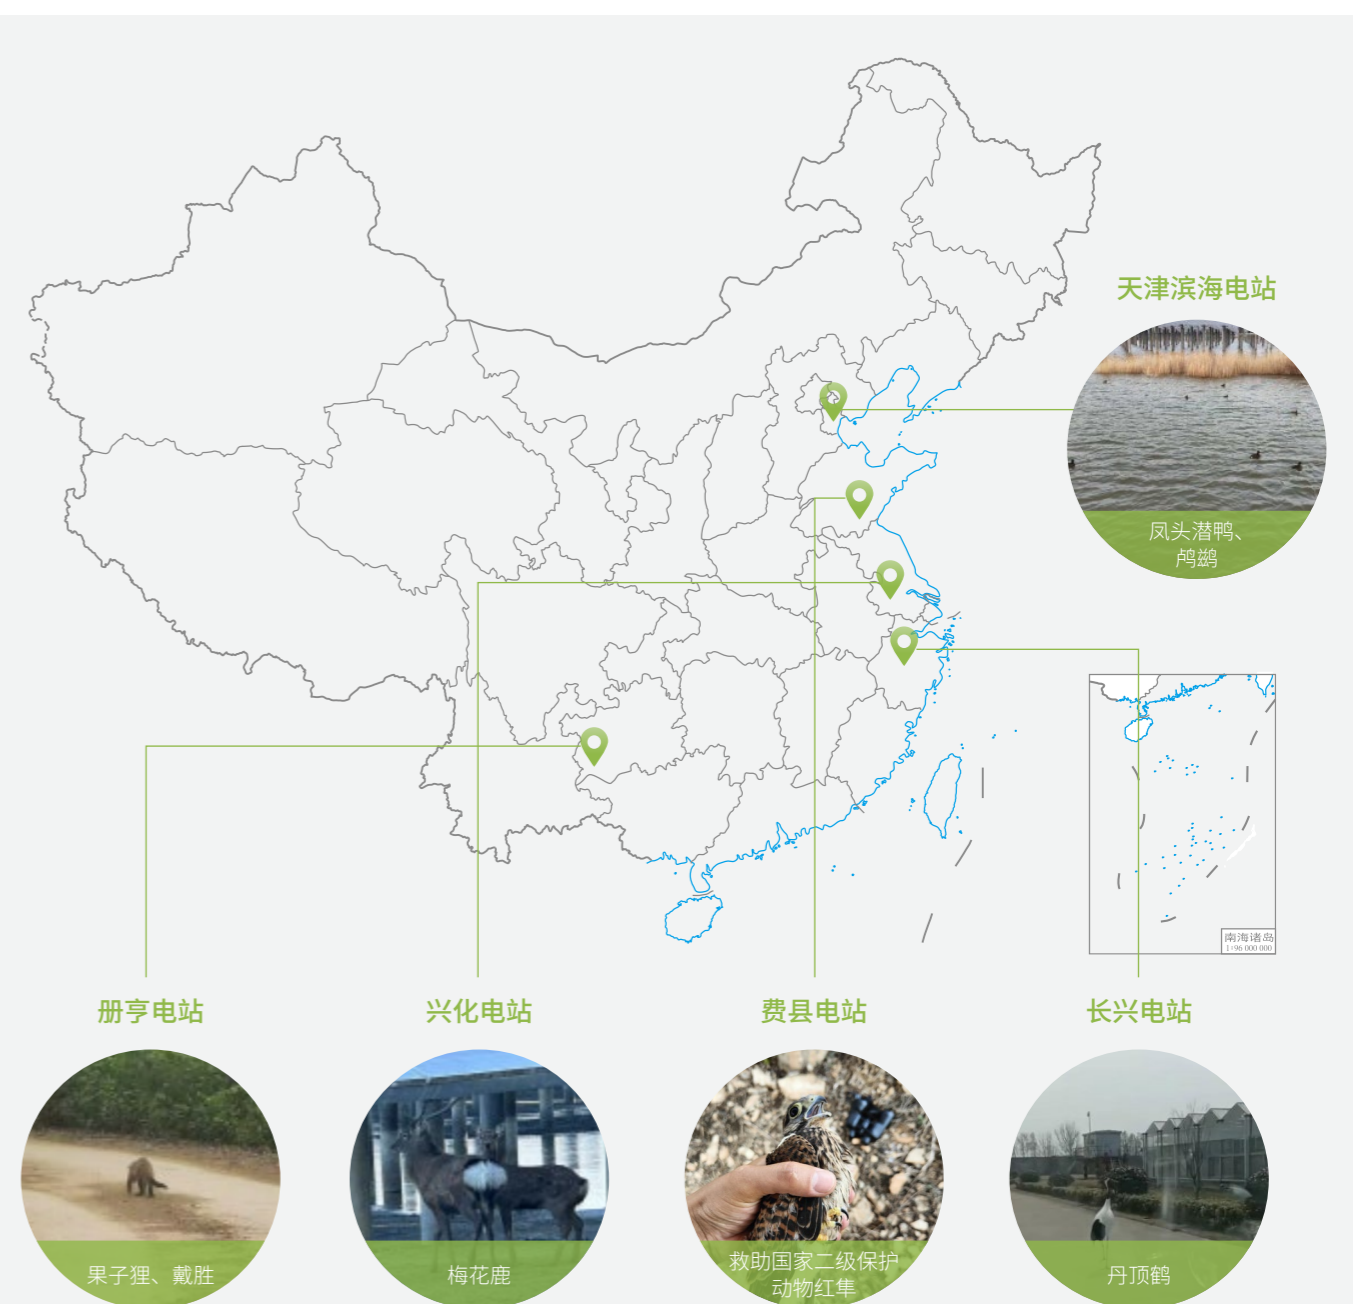 天津滨海电站
凤头潜鸭、
鸬鹚
南海诸岛
1:96 000 000
册亨电站
兴化电站
费县电站
长兴电站
果子狸、戴胜
梅花鹿
救助国家二级保护
动物红隼
丹顶鹤